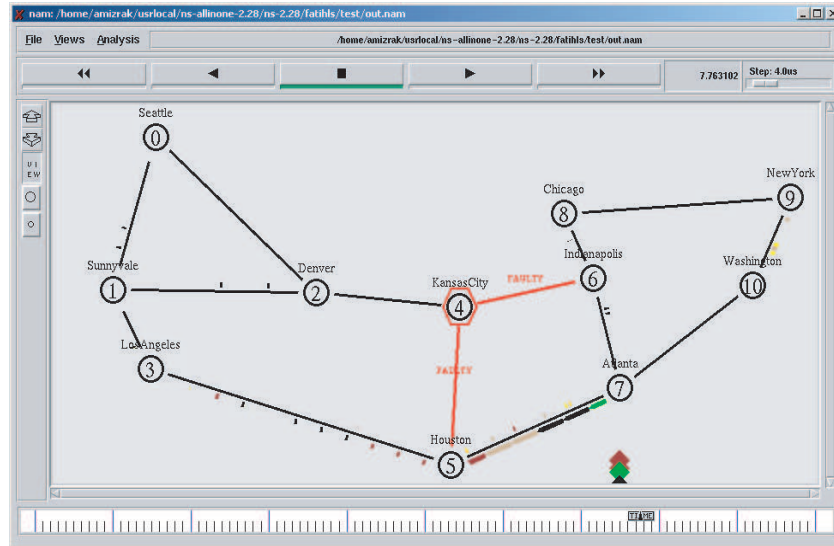 nam: /home/amizrak/usrlocal/ns-allinone-2.28/ns-2.28/fatihls/test/out.nam
File Views Analysis /home/amizrak/usrlocal/ns-allinone-2.28/ns-2.28/fatihls/test/out.nam
7.763102 Step: 4.0us
VI
EW
Seattle
0
NewYork
9
Chicago
8
Sunnyvale
1
Denver
2
KansasCity
4
FAULTY
Indianapolis
6
Washington
10
LosAngeles
3
FAULTY
Atlanta
7
Houston
5
TIME